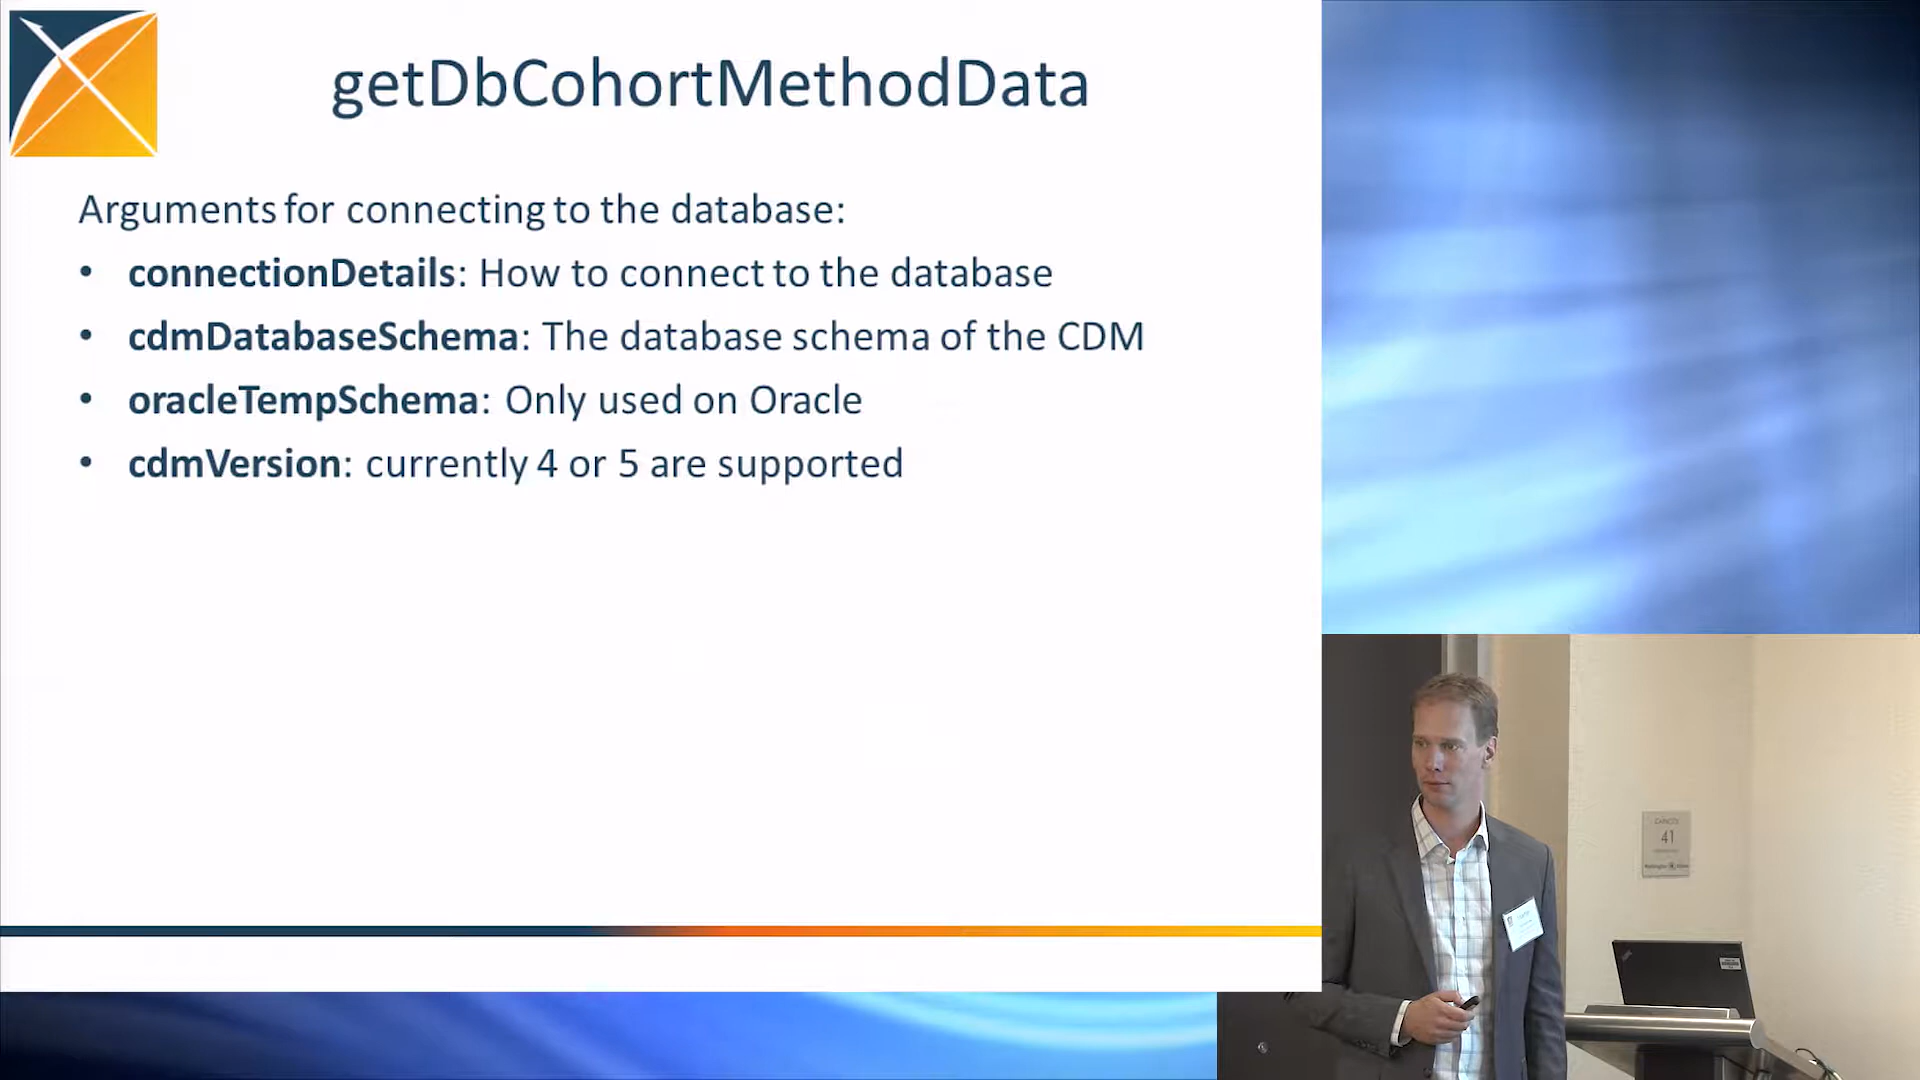 getDbCohortMethodData
Arguments for connecting to the database:
• connectionDetails: How to connect to the database
• cdmDatabaseSchema: The database schema of the CDM
• oracleTempSchema: Only used on Oracle
• cdmVersion: currently 4 or 5 are supported
41